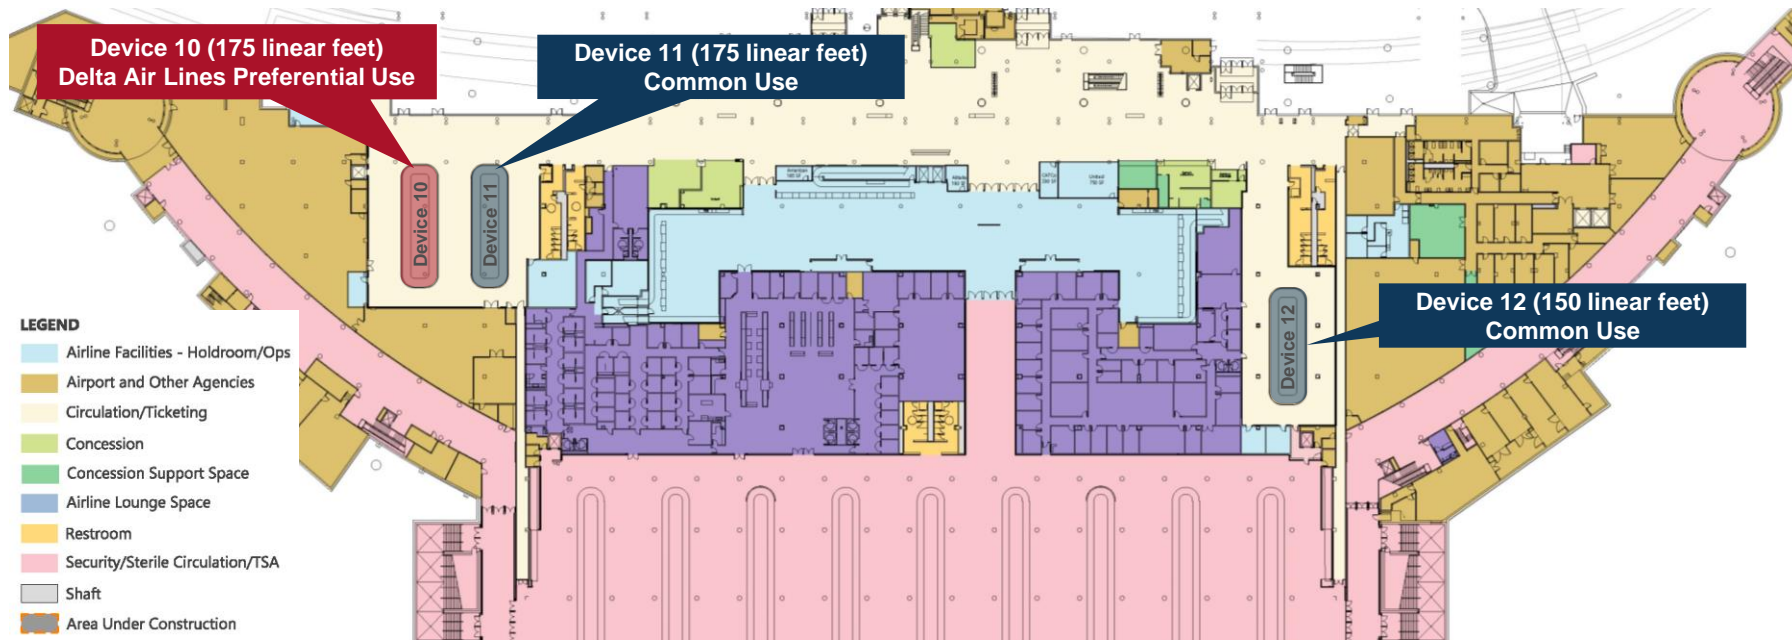 Device 10 (175 linear feet)
Delta Air Lines Preferential Use
Device 11 (175 linear feet)
Common Use
Device 10
Device 11
Device 12 (150 linear feet)
Common Use
Device 12
LEGEND
Airline Facilities - Holdroom/Ops
Airport and Other Agencies
Circulation/Ticketing
Concession
Concession Support Space
Airline Lounge Space
Restroom
Security/Sterile Circulation/TSA
Shaft
Area Under Construction